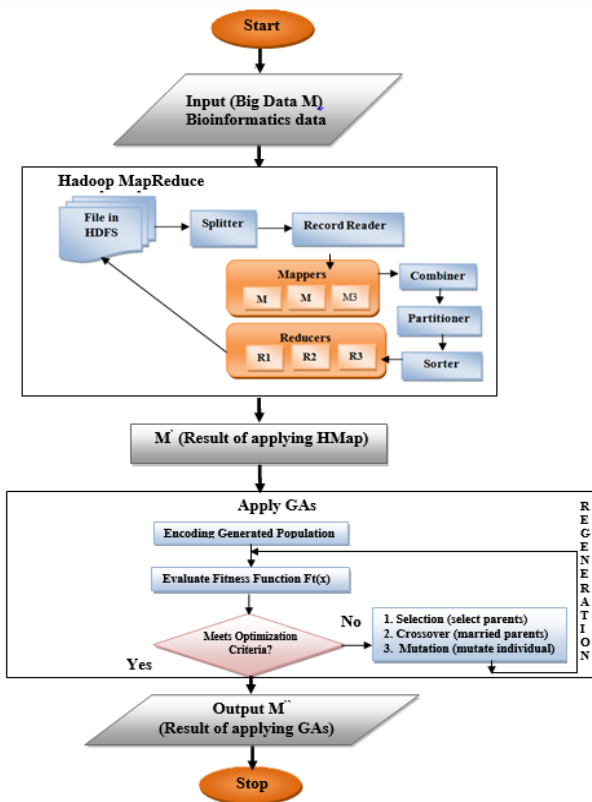 Start
Input (Big Data M)
Bioinformatics data
Hadoop MapReduce
File in
HDFS
Splitter
Record Reader
Mappers
M M M3
Combiner
Partitioner
Sorter
Reducers
R1 R2 R3
M` (Result of applying HMap)
Apply GAs
REGENERATION
Encoding Generated Population
Evaluate Fitness Function Ft(x)
Meets Optimization
Criteria?
No
Yes
1. Selection (select parents)
2. Crossover (married parents)
3. Mutation (mutate individual)
Output M``
(Result of applying GAs)
Stop